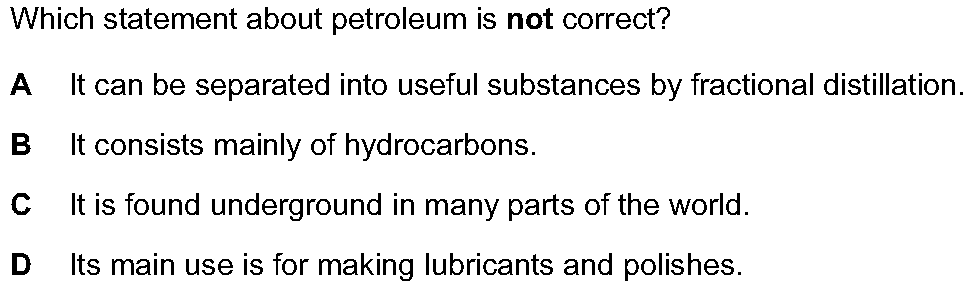 Which statement about petroleum is not correct?
A It can be separated into useful substances by fractional distillation.
B It consists mainly of hydrocarbons.
C It is found underground in many parts of the world.
D Its main use is for making lubricants and polishes.